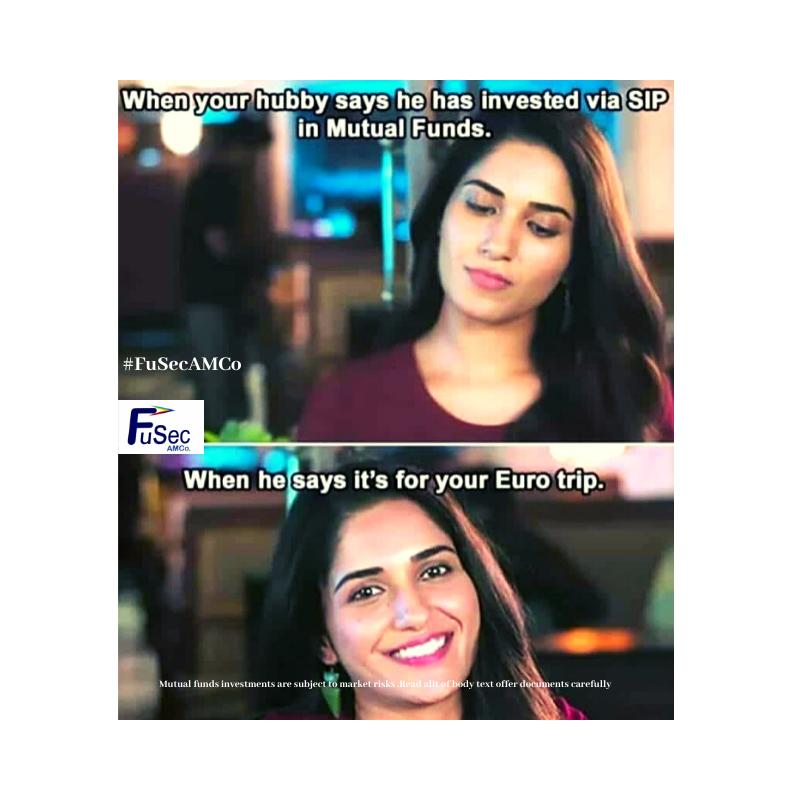 When your hubby says he has invested via SIP
in Mutual Funds.
#FuSecAMCo
FuSec
AMCo.
When he says it's for your Euro trip.
Mutual funds investments are subject to market risks .Read alit of body text offer documents carefully